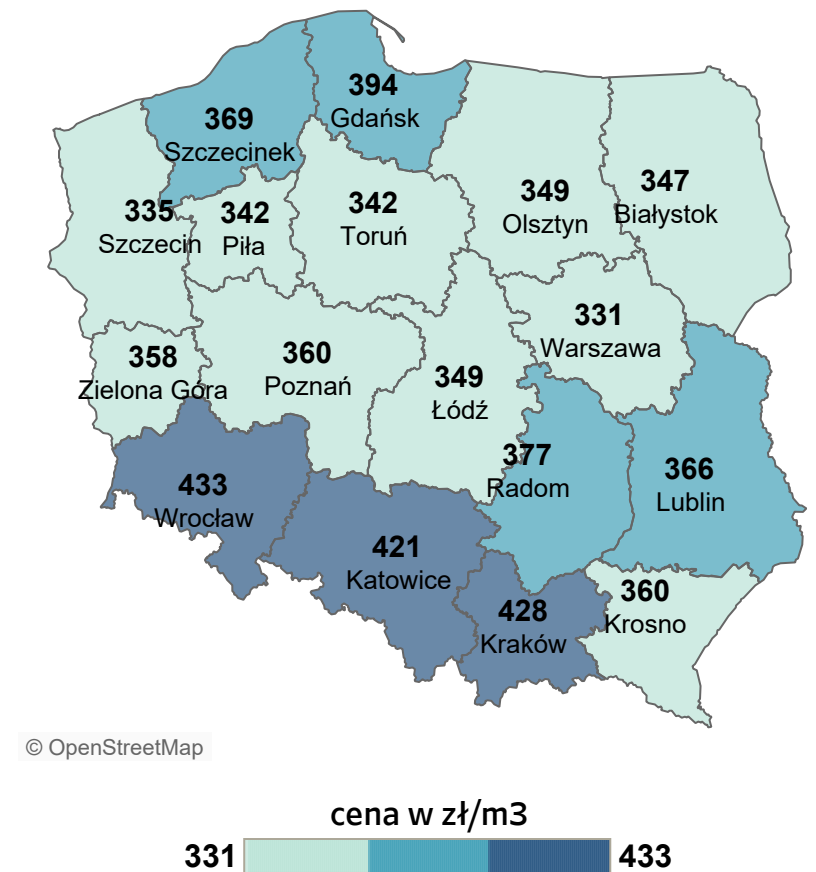 394
Gdańsk
369
Szczecinek
349
Olsztyn
347
Białystok
335
Szczecin
342
Piła
342
Toruń
331
Warszawa
358
Zielona Góra
360
Poznań
349
Łódź
377
Radom
366
Lublin
433
Wrocław
421
Katowice
428
Kraków
360
Krosno
© OpenStreetMap
cena w zł/m3
331 433